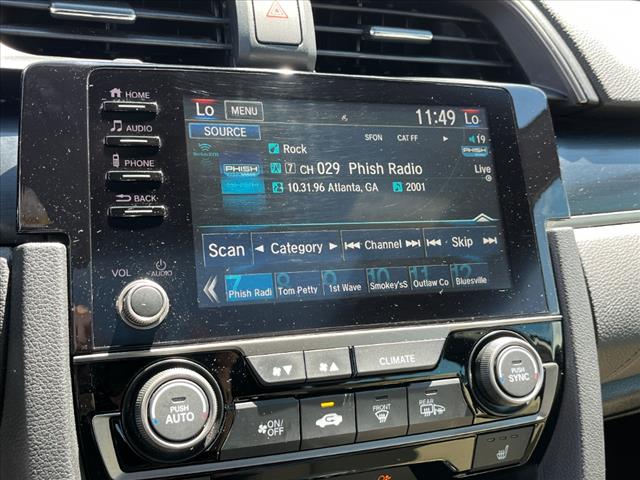 HOME
AUDIO
PHONE
BACK
VOL
AUDIO
Lo MENU 11:49 Lo
SOURCE SFON CAT FF 19
SiriusXM Rock PHISH
PHISH 7 CH 029 Phish Radio Live
10.31.96 Atlanta, GA 2001
Scan Category Channel Skip
7 8 9 10 11 12
Phish Radi Tom Petty 1st Wave Smokey'sS Outlaw Co Bluesville
CLIMATE
PUSH AUTO
ON/OFF
FRONT
REAR
PUSH SYNC